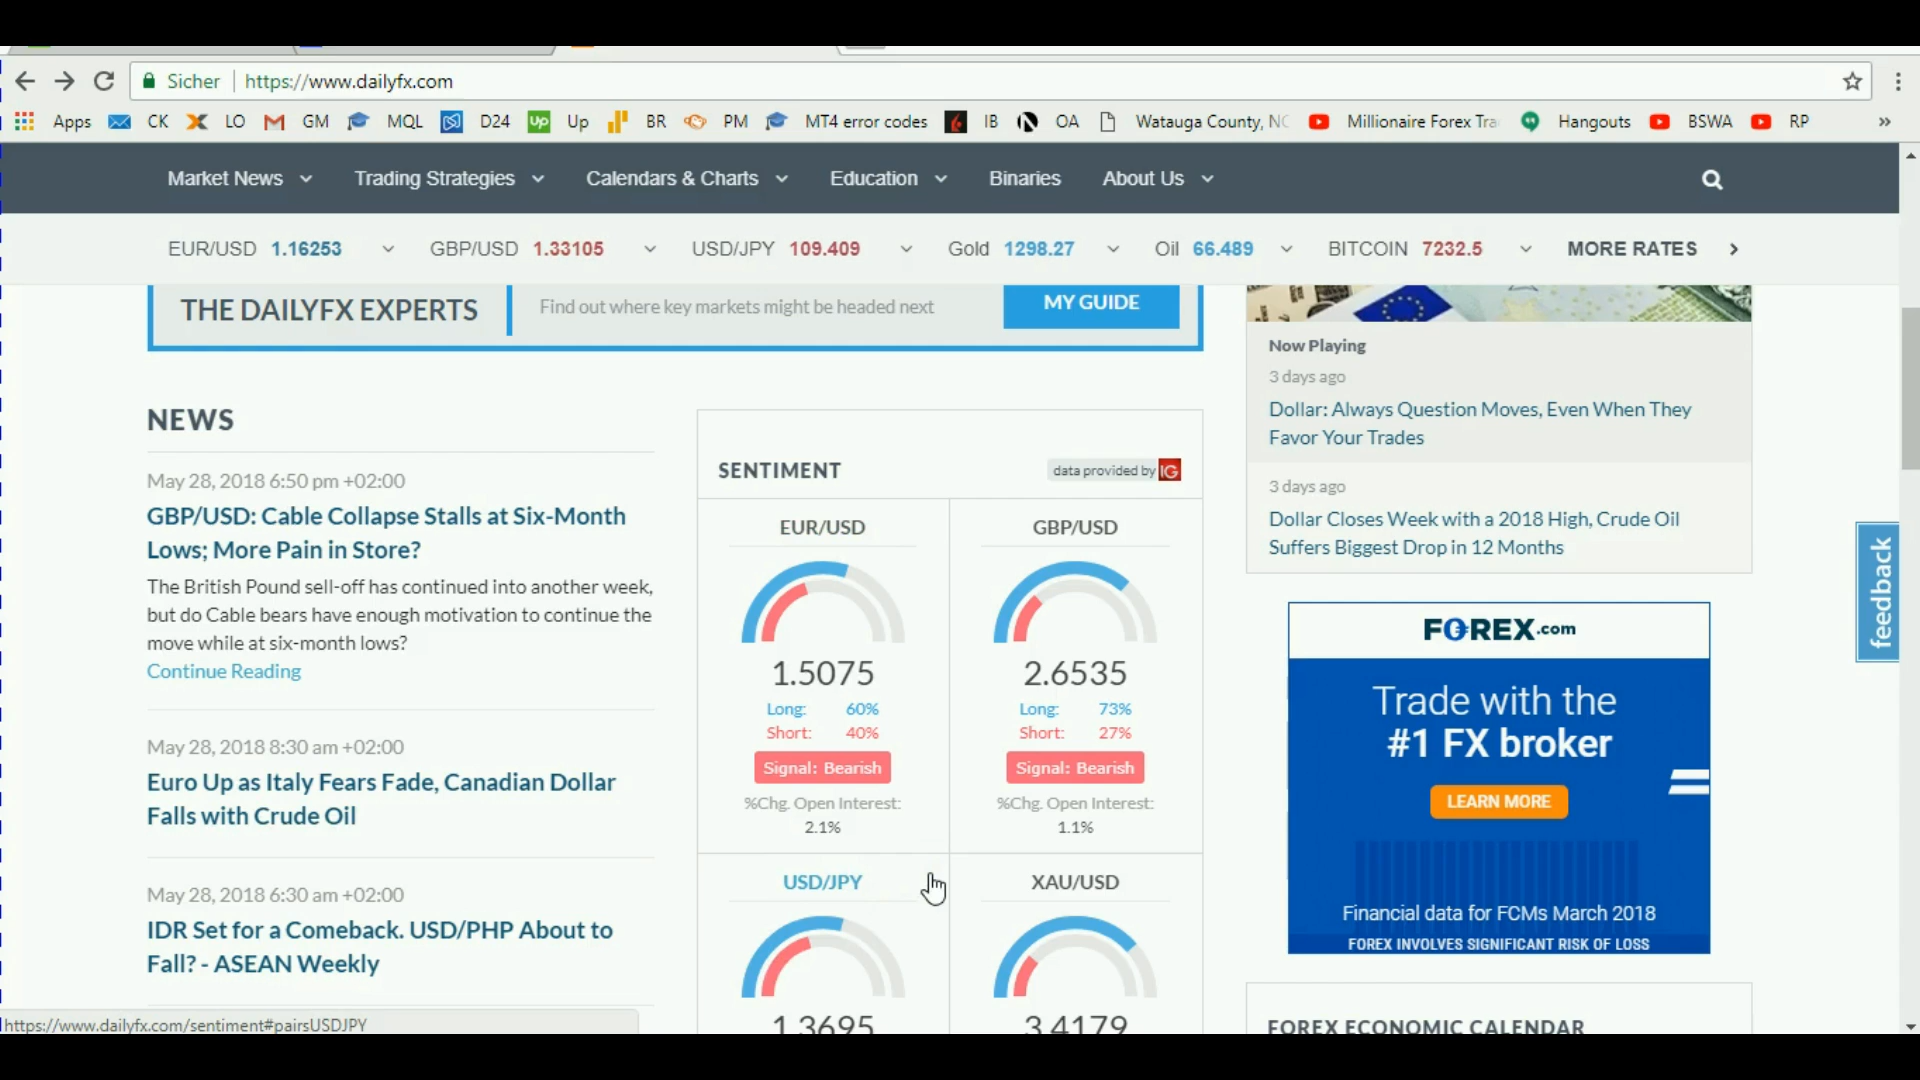 Sicher https://www.dailyfx.com
Apps CK LO GM MQL D24 Up BR PM MT4 error codes IB OA Watauga County, NC Millionaire Forex Tra Hangouts BSWA RP »
Market News Trading Strategies Calendars & Charts Education Binaries About Us
EUR/USD 1.16253 GBP/USD 1.33105 USD/JPY 109.409 Gold 1298.27 Oil 66.489 BITCOIN 7232.5 MORE RATES
THE DAILYFX EXPERTS
Find out where key markets might be headed next
MY GUIDE
NEWS
May 28, 2018 6:50 pm +02:00
GBP/USD: Cable Collapse Stalls at Six-Month
Lows; More Pain in Store?
The British Pound sell-off has continued into another week,
but do Cable bears have enough motivation to continue the
move while at six-month lows?
Continue Reading
May 28, 2018 8:30 am +02:00
Euro Up as Italy Fears Fade, Canadian Dollar
Falls with Crude Oil
May 28, 2018 6:30 am +02:00
IDR Set for a Comeback. USD/PHP About to
Fall? - ASEAN Weekly
https://www.dailyfx.com/sentiment#pairsUSDJPY
SENTIMENT data provided by IG
EUR/USD
1.5075
Long: 60%
Short: 40%
Signal: Bearish
%Chg. Open Interest:
2.1%
GBP/USD
2.6535
Long: 73%
Short: 27%
Signal: Bearish
%Chg. Open Interest:
1.1%
USD/JPY
1.3695
XAU/USD
3.4179
Now Playing
3 days ago
Dollar: Always Question Moves, Even When They
Favor Your Trades
3 days ago
Dollar Closes Week with a 2018 High, Crude Oil
Suffers Biggest Drop in 12 Months
FOREX.com
Trade with the
#1 FX broker
LEARN MORE
Financial data for FCMs March 2018
FOREX INVOLVES SIGNIFICANT RISK OF LOSS
FOREX ECONOMIC CALENDAR
feedback